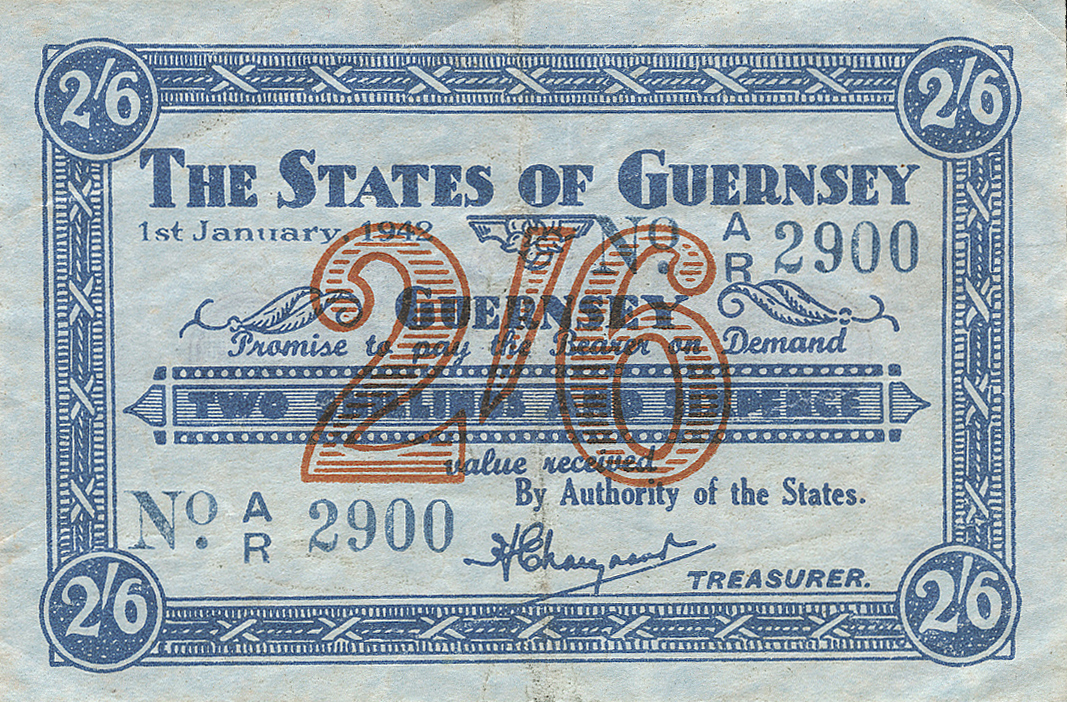 2/6 2/6
THE STATES OF GUERNSEY
1st January, 1942 No. A/R 2900
2/6
GUERNSEY
Promise to pay the Bearer on Demand
TWO SHILLINGS AND SIXPENCE
value received
By Authority of the States.
No. A/R 2900
TREASURER.
2/6 2/6